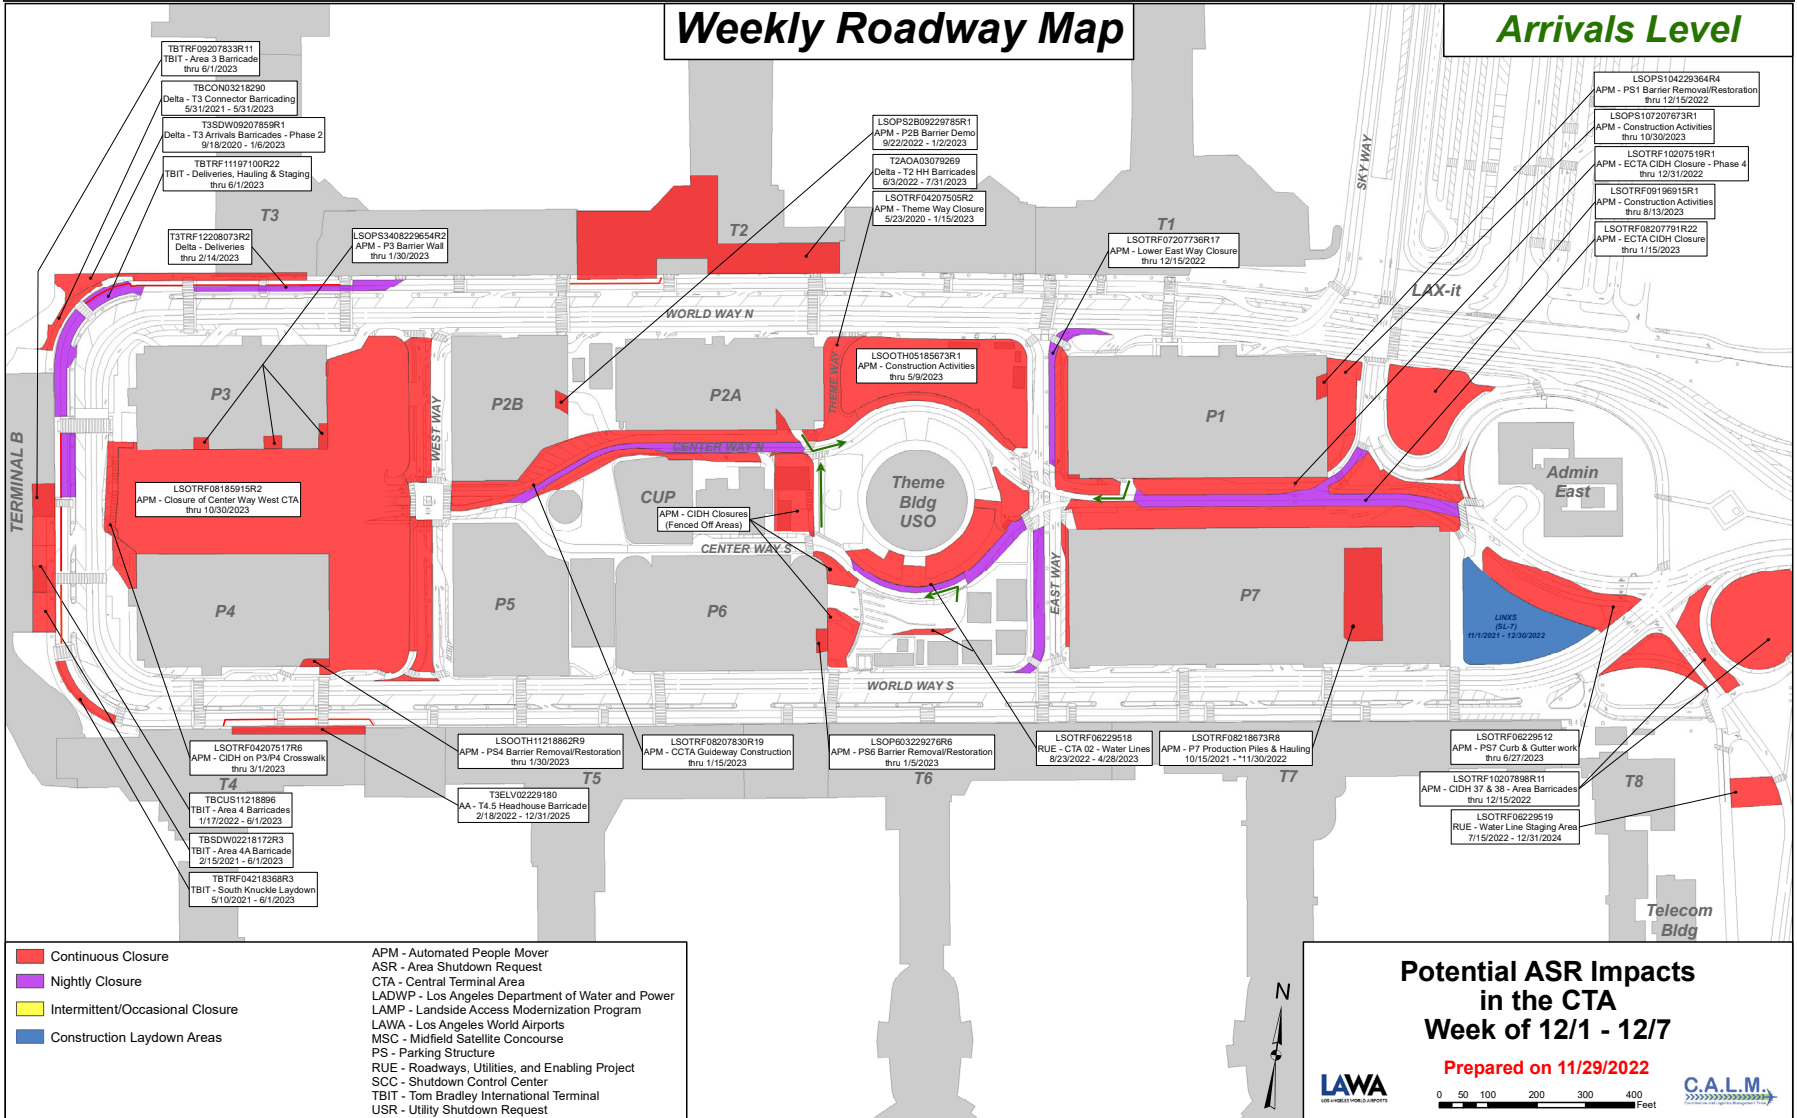 Weekly Roadway Map
Arrivals Level
TBTRF09207833R11
TBIT - Area 3 Barricade
thru 6/1/2023
TBCON03218290
Delta - T3 Connector Barricading
5/31/2021 - 5/31/2023
T3SDW09207859R1
Delta - T3 Arrivals Barricades - Phase 2
9/18/2020 - 1/6/2023
TBTRF11197100R22
TBIT - Deliveries, Hauling & Staging
thru 6/1/2023
T3TRF12208073R2
Delta - Deliveries
thru 2/14/2023
LSOPS3408229654R2
APM - P3 Barrier Wall
thru 1/30/2023
LSOPS2B09229785R1
APM - P2B Barrier Demo
9/22/2022 - 1/2/2023
T2AOA03079269
Delta - T2 HH Barricades
6/3/2022 - 7/31/2023
LSOTRF04207505R2
APM - Theme Way Closure
5/23/2020 - 1/15/2023
LSOTRF07207736R17
APM - Lower East Way Closure
thru 12/15/2022
LSOPS104229364R4
APM - PS1 Barrier Removal/Restoration
thru 12/15/2022
LSOPS107207673R1
APM - Construction Activities
thru 10/30/2023
LSOTRF10207519R1
APM - ECTA CIDH Closure - Phase 4
thru 12/31/2022
LSOTRF09196915R1
APM - Construction Activities
thru 8/13/2023
LSOTRF08207791R22
APM - ECTA CIDH Closure
thru 1/15/2023
T3
T2
T1
SKY WAY
LAX-it
WORLD WAY N
LSOOTH05185673R1
APM - Construction Activities
thru 5/9/2023
THEME WAY
P3
P2B
P2A
P1
WEST WAY
CENTER WAY N
TERMINAL B
LSOTRF08185915R2
APM - Closure of Center Way West CTA
thru 10/30/2023
CUP
APM - CIDH Closures
(Fenced Off Areas)
Theme
Bldg
USO
Admin
East
CENTER WAY S
EAST WAY
P4
P5
P6
P7
LINXS
(SL-7)
11/1/2021 - 12/30/2022
WORLD WAY S
LSOTRF04207517R6
APM - CIDH on P3/P4 Crosswalk
thru 3/1/2023
LSOOTH11218862R9
APM - PS4 Barrier Removal/Restoration
thru 1/30/2023
LSOTRF08207830R19
APM - CCTA Guideway Construction
thru 1/15/2023
LSOP603229276R6
APM - PS6 Barrier Removal/Restoration
thru 1/5/2023
LSOTRF06229518
RUE - CTA 02 - Water Lines
8/23/2022 - 4/28/2023
LSOTRF08218673R8
APM - P7 Production Piles & Hauling
10/15/2021 - *11/30/2022
LSOTRF06229512
APM - PS7 Curb & Gutter work
thru 6/27/2023
LSOTRF10207898R11
APM - CIDH 37 & 38 - Area Barricades
thru 12/15/2022
LSOTRF06229519
RUE - Water Line Staging Area
7/15/2022 - 12/31/2024
T4
T5
T6
T7
T8
TBCUS11218896
TBIT - Area 4 Barricades
1/17/2022 - 6/1/2023
T3ELV02229180
AA - T4.5 Headhouse Barricade
2/18/2022 - 12/31/2025
TBSDW02218172R3
TBIT - Area 4A Barricade
2/15/2021 - 6/1/2023
TBTRF04218368R3
TBIT - South Knuckle Laydown
5/10/2021 - 6/1/2023
Telecom
Bldg
Continuous Closure
Nightly Closure
Intermittent/Occasional Closure
Construction Laydown Areas
APM - Automated People Mover
ASR - Area Shutdown Request
CTA - Central Terminal Area
LADWP - Los Angeles Department of Water and Power
LAMP - Landside Access Modernization Program
LAWA - Los Angeles World Airports
MSC - Midfield Satellite Concourse
PS - Parking Structure
RUE - Roadways, Utilities, and Enabling Project
SCC - Shutdown Control Center
TBIT - Tom Bradley International Terminal
USR - Utility Shutdown Request
N
Potential ASR Impacts
in the CTA
Week of 12/1 - 12/7
Prepared on 11/29/2022
LAWA
LOS ANGELES WORLD AIRPORTS
0 50 100 200 300 400
Feet
C.A.L.M.